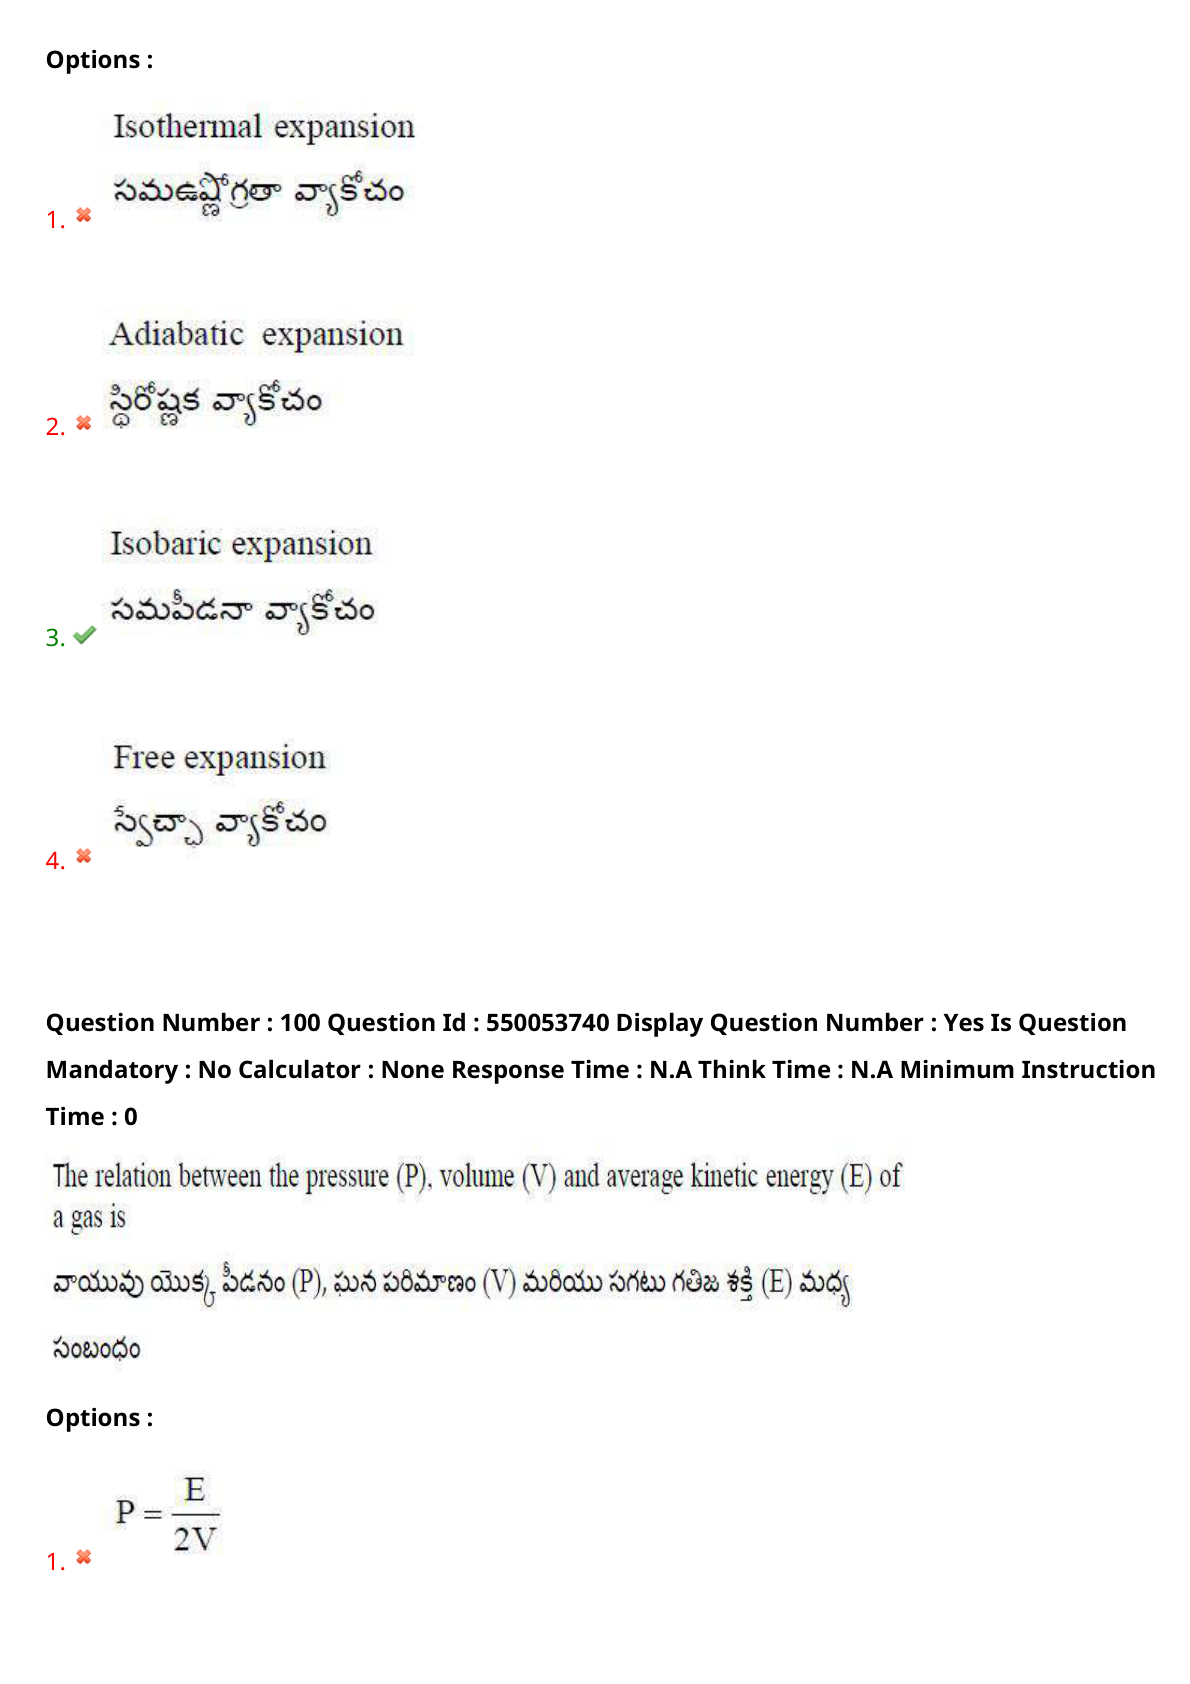 Options :
Isothermal expansion
సమఉష్ణోగ్రతా వ్యాకోచం
1.
Adiabatic expansion
స్థిరోష్ణక వ్యాకోచం
2.
Isobaric expansion
సమపీడనా వ్యాకోచం
3.
Free expansion
స్వేచ్ఛా వ్యాకోచం
4.
Question Number : 100 Question Id : 550053740 Display Question Number : Yes Is Question
Mandatory : No Calculator : None Response Time : N.A Think Time : N.A Minimum Instruction
Time : 0
The relation between the pressure (P), volume (V) and average kinetic energy (E) of
a gas is
వాయువు యొక్క పీడనం (P), ఘన పరిమాణం (V) మరియు సగటు గతిజ శక్తి (E) మధ్య
సంబంధం
Options :
P = E/2V
1.